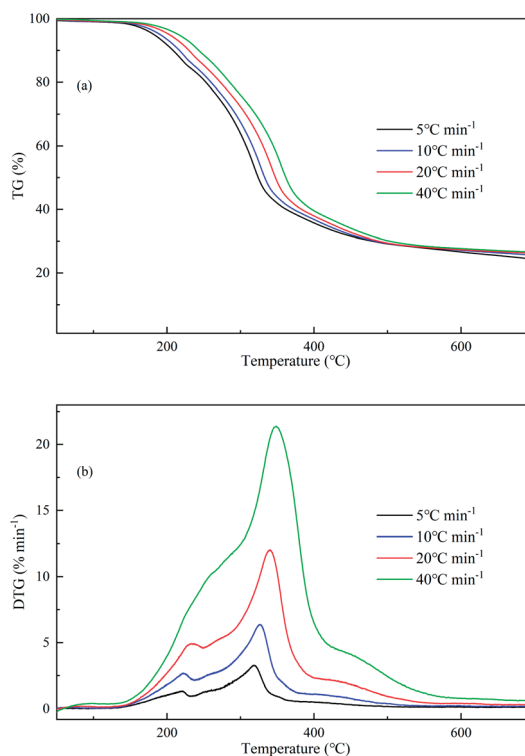 100
80
60
40
20
TG (%)
(a)
5℃ min⁻¹
10℃ min⁻¹
20℃ min⁻¹
40℃ min⁻¹
200
400
600
Temperature (℃)
20
15
10
5
0
DTG (% min⁻¹)
(b)
5℃ min⁻¹
10℃ min⁻¹
20℃ min⁻¹
40℃ min⁻¹
200
400
600
Temperature (℃)